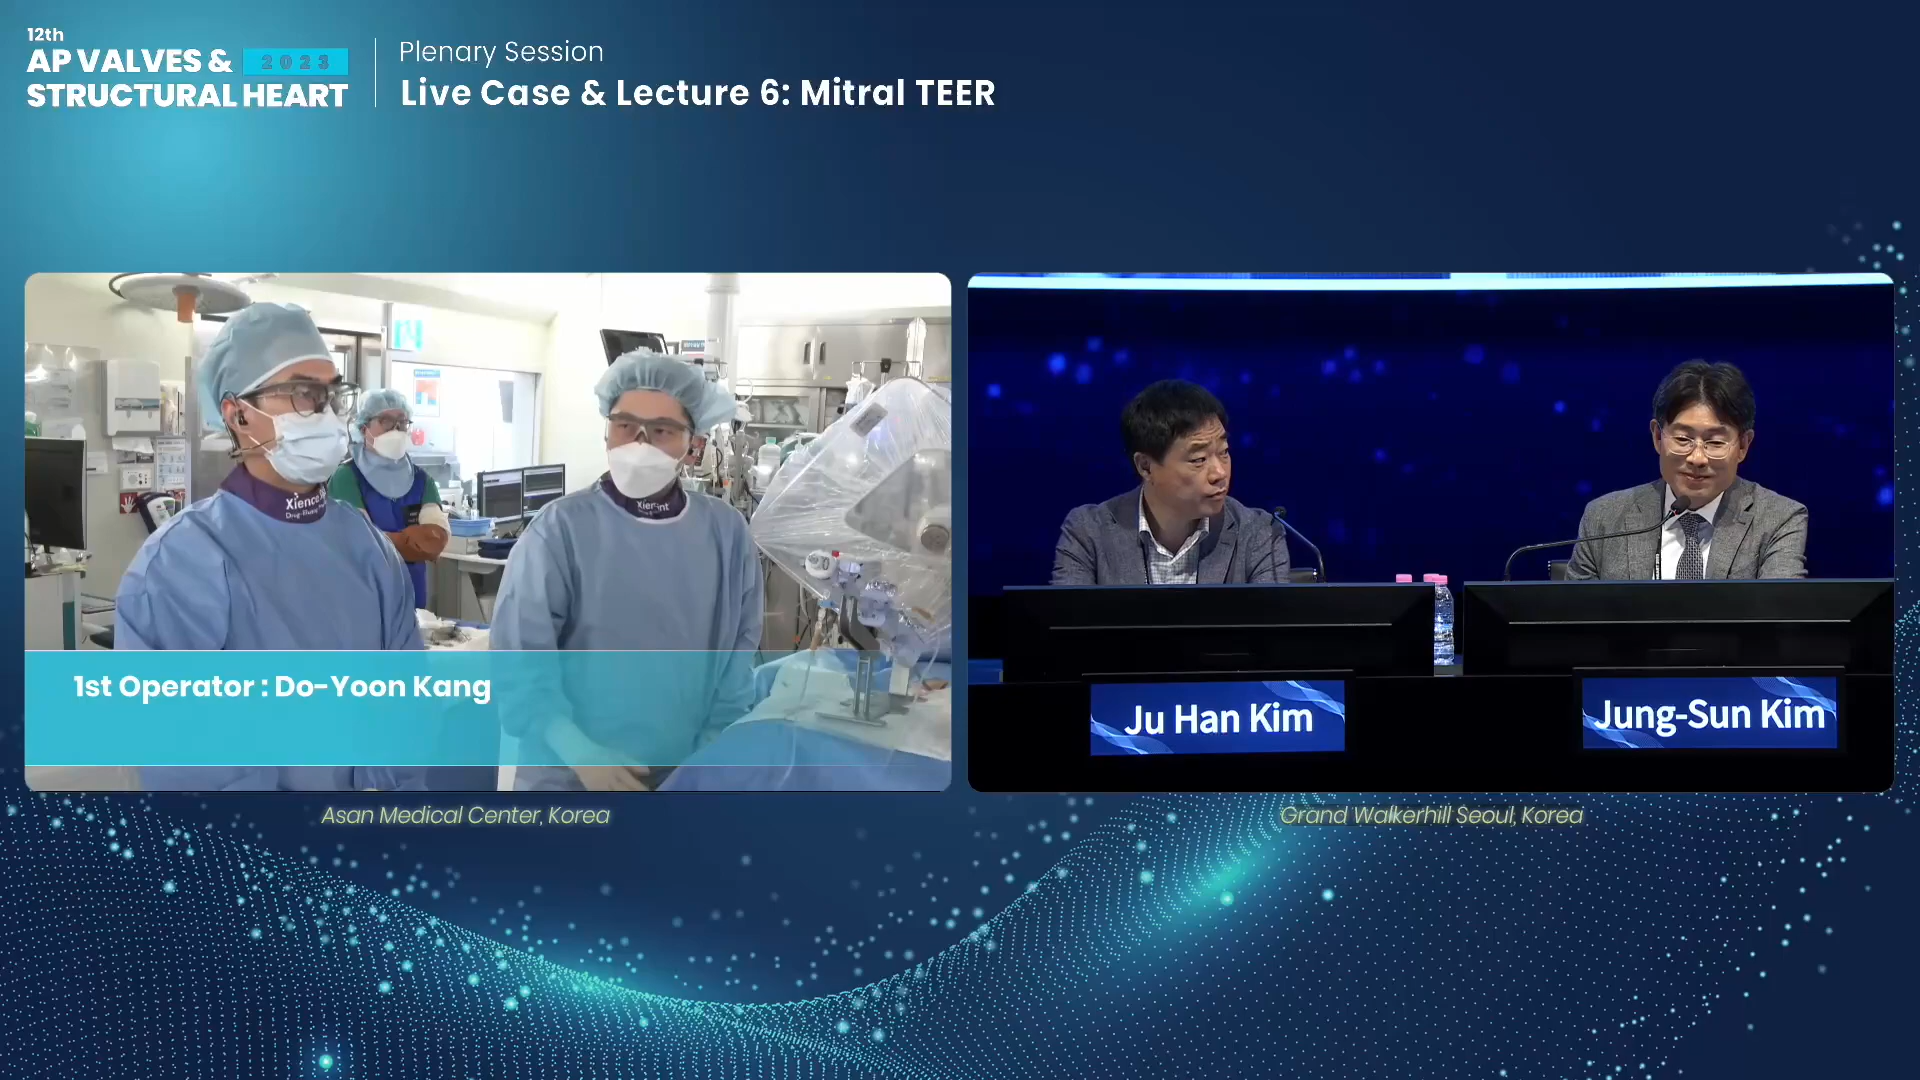 12th
AP VALVES & 2023
STRUCTURAL HEART
Plenary Session
Live Case & Lecture 6: Mitral TEER
Xience
1st Operator : Do-Yoon Kang
Ju Han Kim
Jung-Sun Kim
Asan Medical Center, Korea
Grand Walkerhill Seoul, Korea